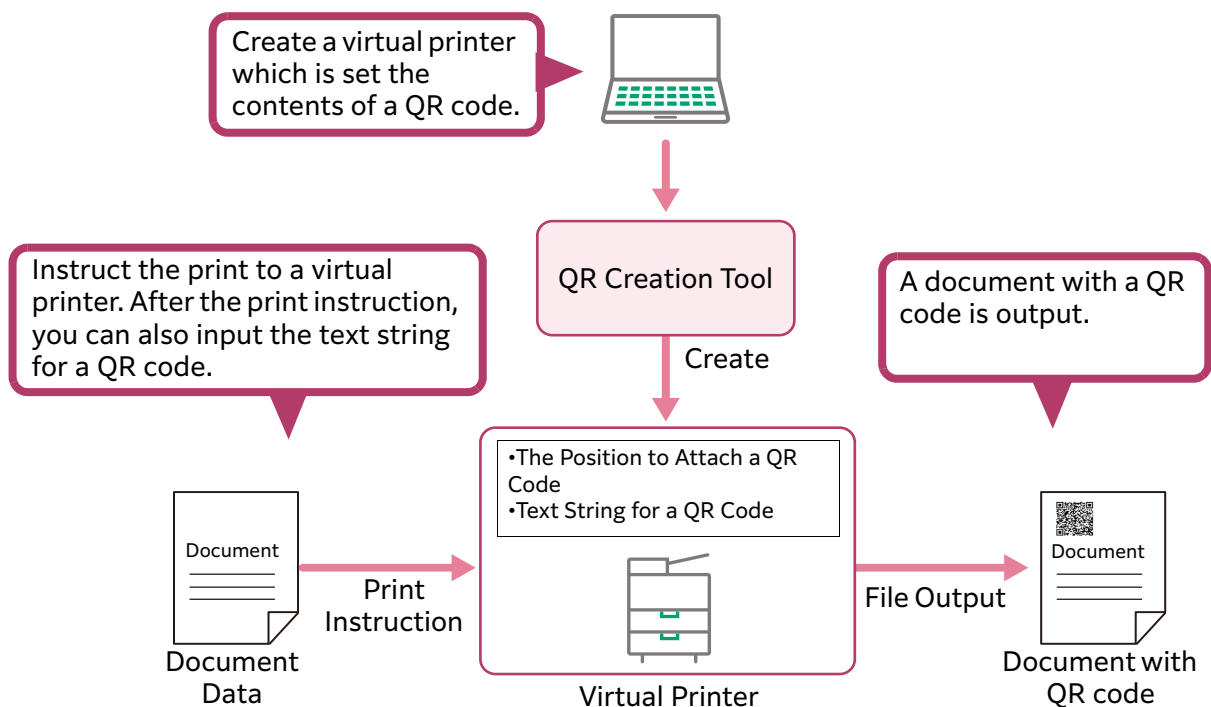 Create a virtual printer
which is set the
contents of a QR code.
QR Creation Tool
Instruct the print to a virtual
printer. After the print instruction,
you can also input the text string
for a QR code.
A document with a QR
code is output.
Create
•The Position to Attach a QR
Code
•Text String for a QR Code
Document
Print
Instruction
File Output
Document
Document
Data
Virtual Printer
Document with
QR code